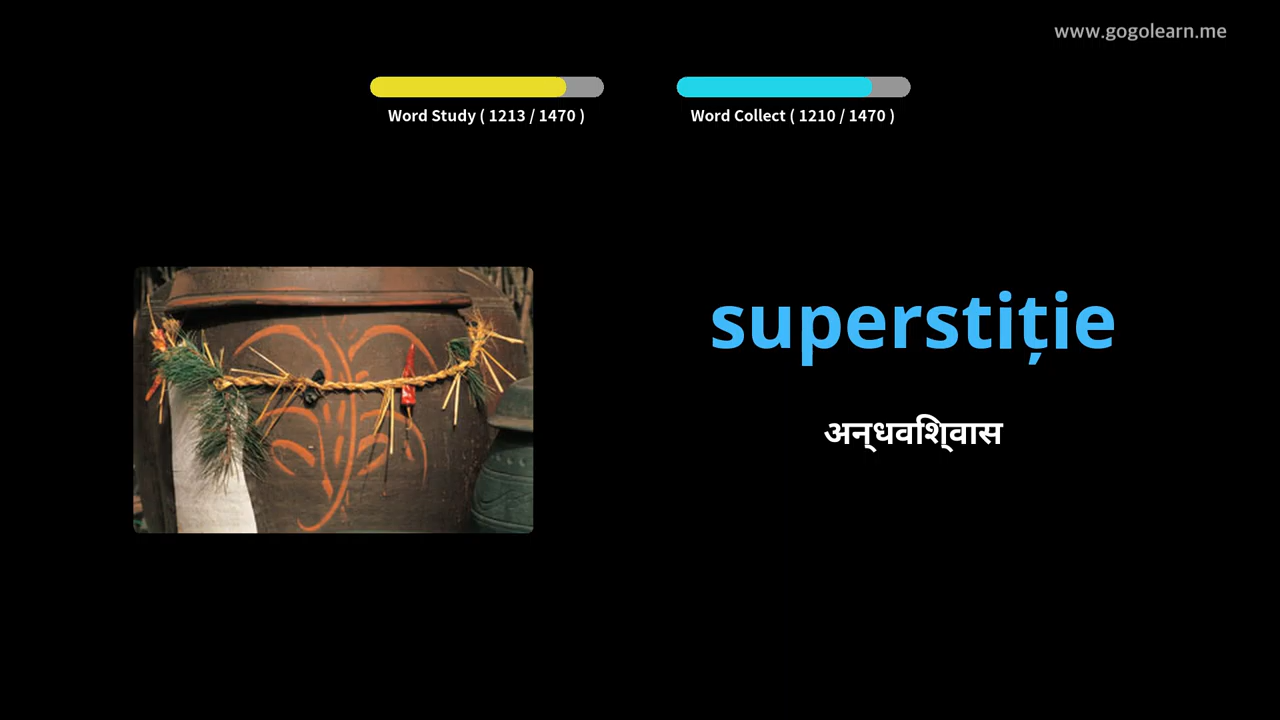 www.gogolearn.me
Word Study ( 1213 / 1470 )
Word Collect ( 1210 / 1470 )
superstiție
अन्धविश्वास